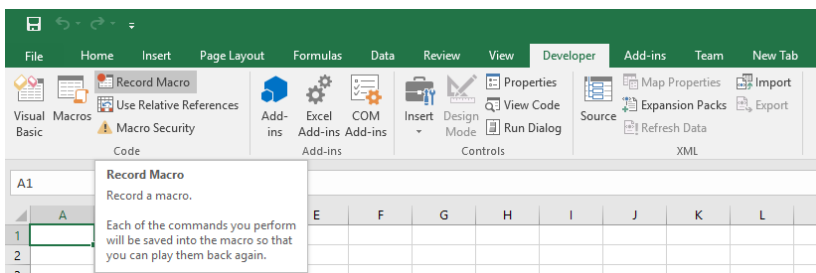 File Home Insert Page Layout Formulas Data Review View Developer Add-ins Team New Tab
Record Macro
Use Relative References
Macro Security
Visual Basic
Macros
Code
Add-ins
Excel Add-ins
COM Add-ins
Add-ins
Insert
Design Mode
Properties
View Code
Run Dialog
Controls
Source
Map Properties
Expansion Packs
Refresh Data
Import
Export
XML
A1
Record Macro
Record a macro.
Each of the commands you perform
will be saved into the macro so that
you can play them back again.
A E F G H I J K L
1
2